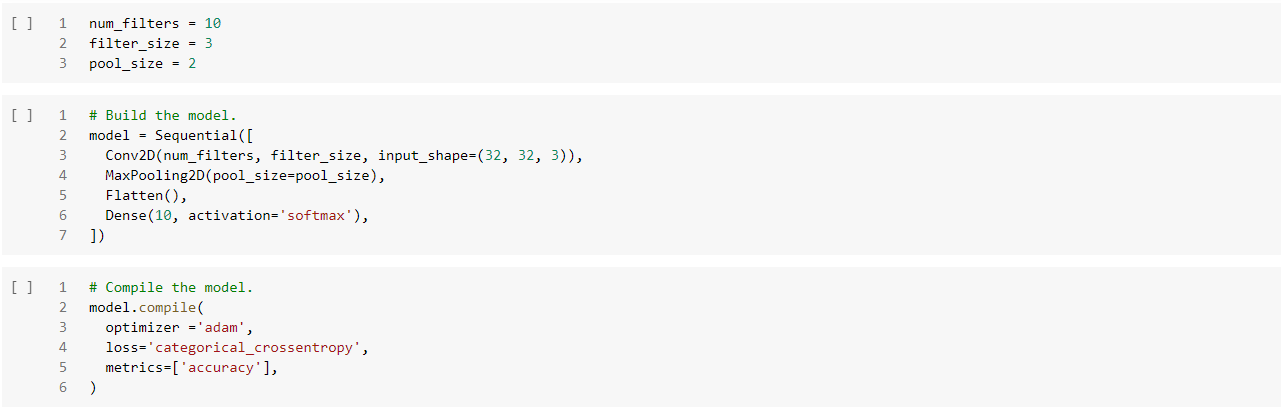 [ ] 1 num_filters = 10
2 filter_size = 3
3 pool_size = 2
[ ] 1 # Build the model.
2 model = Sequential([
3   Conv2D(num_filters, filter_size, input_shape=(32, 32, 3)),
4   MaxPooling2D(pool_size=pool_size),
5   Flatten(),
6   Dense(10, activation='softmax'),
7 ])
[ ] 1 # Compile the model.
2 model.compile(
3   optimizer ='adam',
4   loss='categorical_crossentropy',
5   metrics=['accuracy'],
6 )